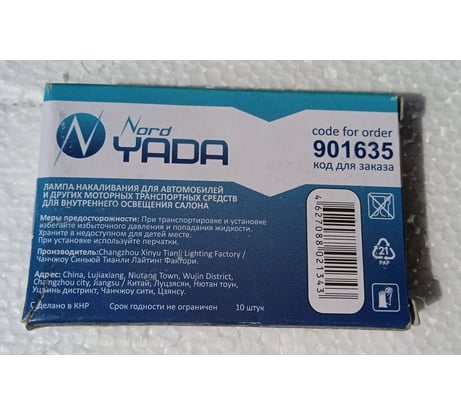 Nord
YADA
code for order
901635
код для заказа
ЛАМПА НАКАЛИВАНИЯ ДЛЯ АВТОМОБИЛЕЙ
И ДРУГИХ МОТОРНЫХ ТРАНСПОРТНЫХ СРЕДСТВ
ДЛЯ ВНУТРЕННЕГО ОСВЕЩЕНИЯ САЛОНА
Меры предосторожности: При транспортировке и установке
избегайте избыточного давления и попадания жидкости.
Хранить в недоступном для детей месте.
При установке используйте перчатки.
Производитель:Changzhou Xinyu Tianli Lighting Factory /
Чанчжоу Синьюй Тианли Лайтинг Фактори.
Адрес: China, Lujiaxiang, Niutang Town, Wujin District,
Changzhou city, Jiangsu / Китай, Луцзясян, Нютан тоун,
Уцзинь дистрикт, Чанчжоу сити, Цзянсу.
Сделано в КНР Срок годности не ограничен 10 штук
4627088021343
21
PAP